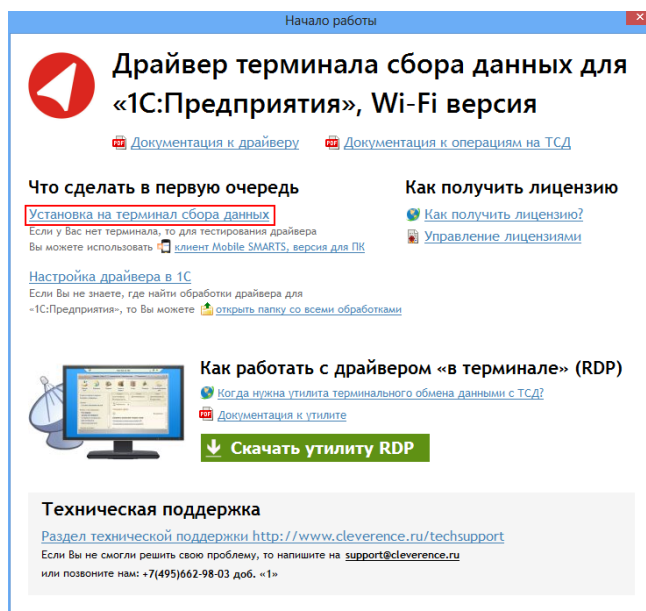 Начало работы
Драйвер терминала сбора данных для
«1С:Предприятия», Wi-Fi версия
Документация к драйверу
Документация к операциям на ТСД
Что сделать в первую очередь
Установка на терминал сбора данных
Если у Вас нет терминала, то для тестирования драйвера
Вы можете использовать клиент Mobile SMARTS, версия для ПК
Настройка драйвера в 1С
Если Вы не знаете, где найти обработки драйвера для
«1С:Предприятия», то Вы можете открыть папку со всеми обработками
Как получить лицензию
Как получить лицензию?
Управление лицензиями
Как работать с драйвером «в терминале» (RDP)
Когда нужна утилита терминального обмена данными с ТСД?
Документация к утилите
Скачать утилиту RDP
Техническая поддержка
Раздел технической поддержки http://www.cleverence.ru/techsupport
Если Вы не смогли решить свою проблему, то напишите на support@cleverence.ru
или позвоните нам: +7(495)662-98-03 доб. «1»